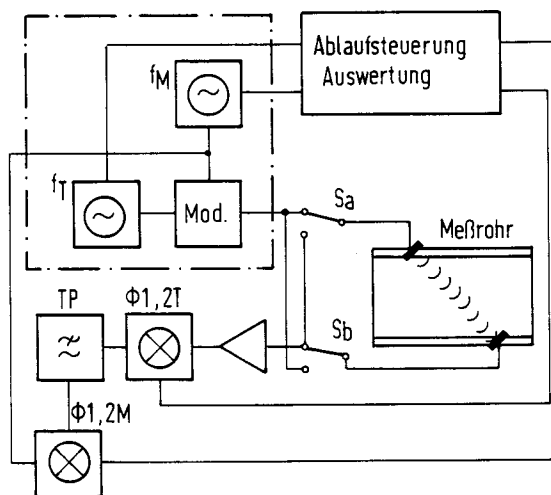 Ablaufsteuerung
Auswertung
fM
fT
Mod.
Sa
Meßrohr
TP
Φ1,2T
Sb
Φ1,2M